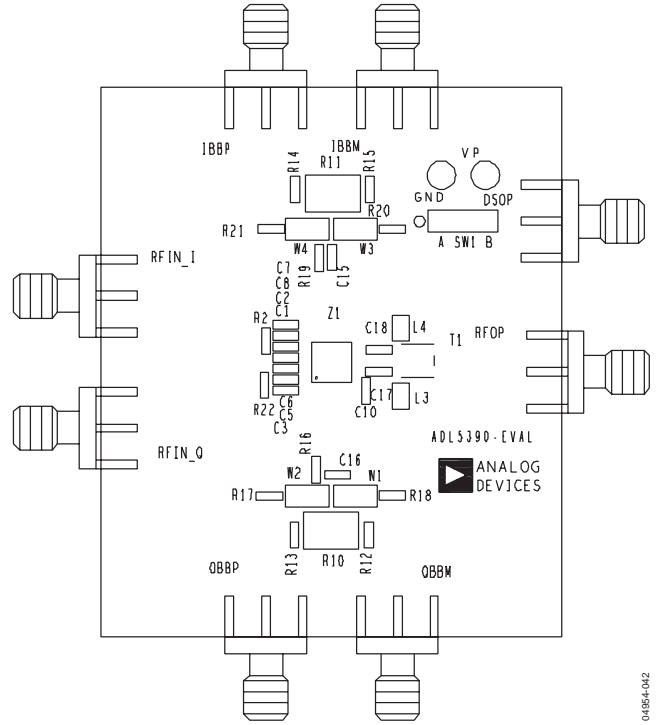 IBBP
IBBM
R14
R11
R15
VP
GND
DSOP
R21
R20
W4
W3
A SW1 B
RFIN_I
C7
C8
C2
C1
R19
C15
R2
Z1
C18
L4
T1
RFOP
R22
C6
C5
C3
C17
C10
L3
ADL5390-EVAL
RFIN_Q
R16
C16
ANALOG
DEVICES
R17
W2
W1
R18
R13
R10
R12
QBBP
QBBM
04954-042